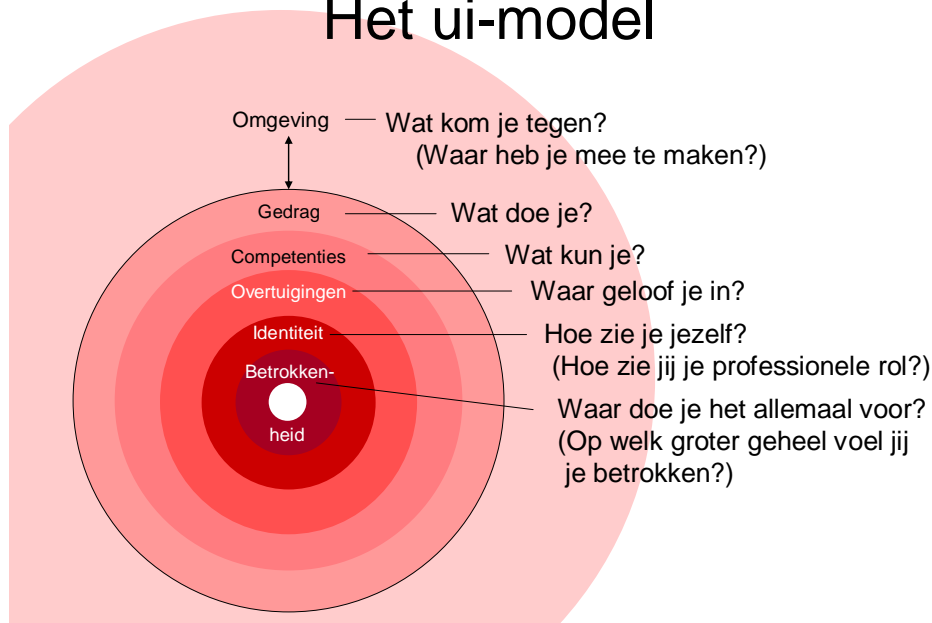 Het ui-model
Omgeving
Wat kom je tegen?
(Waar heb je mee te maken?)
Gedrag
Wat doe je?
Competenties
Wat kun je?
Overtuigingen
Waar geloof je in?
Identiteit
Hoe zie je jezelf?
(Hoe zie jij je professionele rol?)
Betrokken-
heid
Waar doe je het allemaal voor?
(Op welk groter geheel voel jij
je betrokken?)